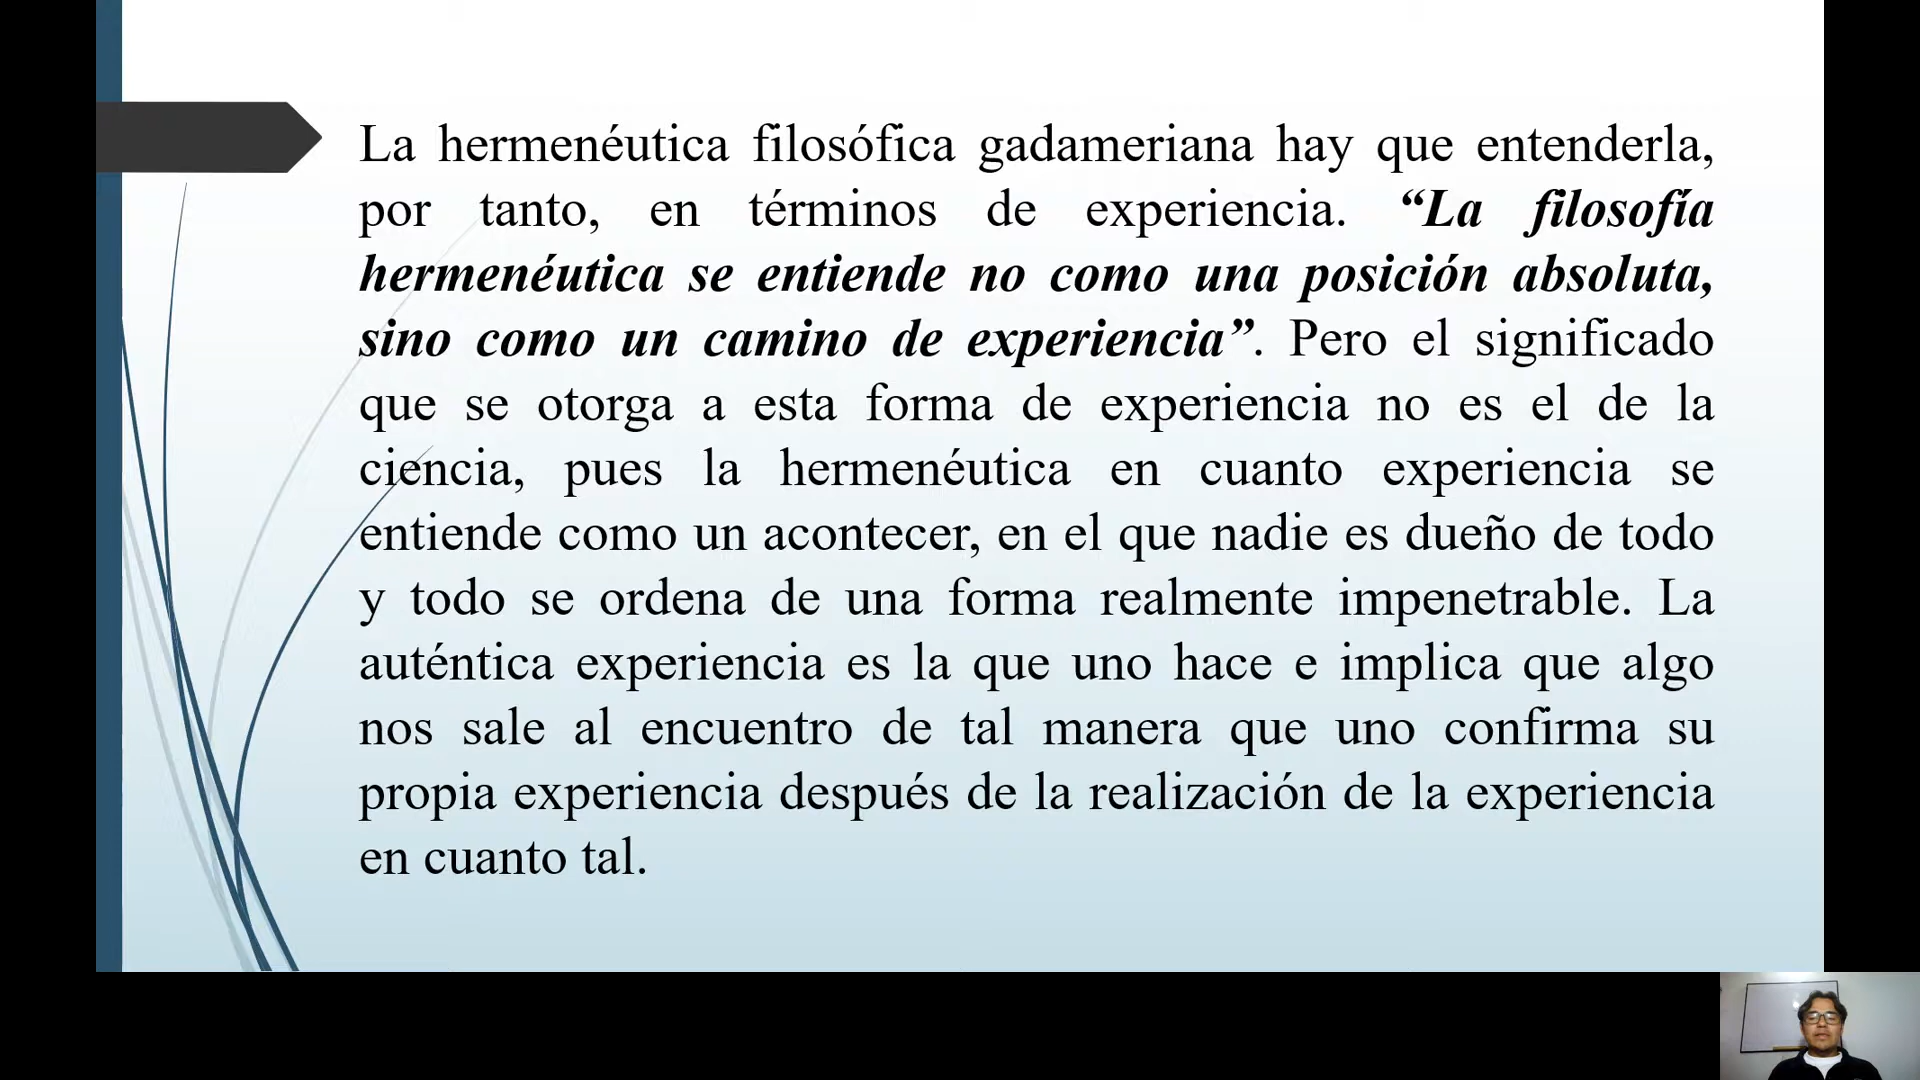 La hermenéutica filosófica gadameriana hay que entenderla,
por tanto, en términos de experiencia. “La filosofía
hermenéutica se entiende no como una posición absoluta,
sino como un camino de experiencia”. Pero el significado
que se otorga a esta forma de experiencia no es el de la
ciencia, pues la hermenéutica en cuanto experiencia se
entiende como un acontecer, en el que nadie es dueño de todo
y todo se ordena de una forma realmente impenetrable. La
auténtica experiencia es la que uno hace e implica que algo
nos sale al encuentro de tal manera que uno confirma su
propia experiencia después de la realización de la experiencia
en cuanto tal.